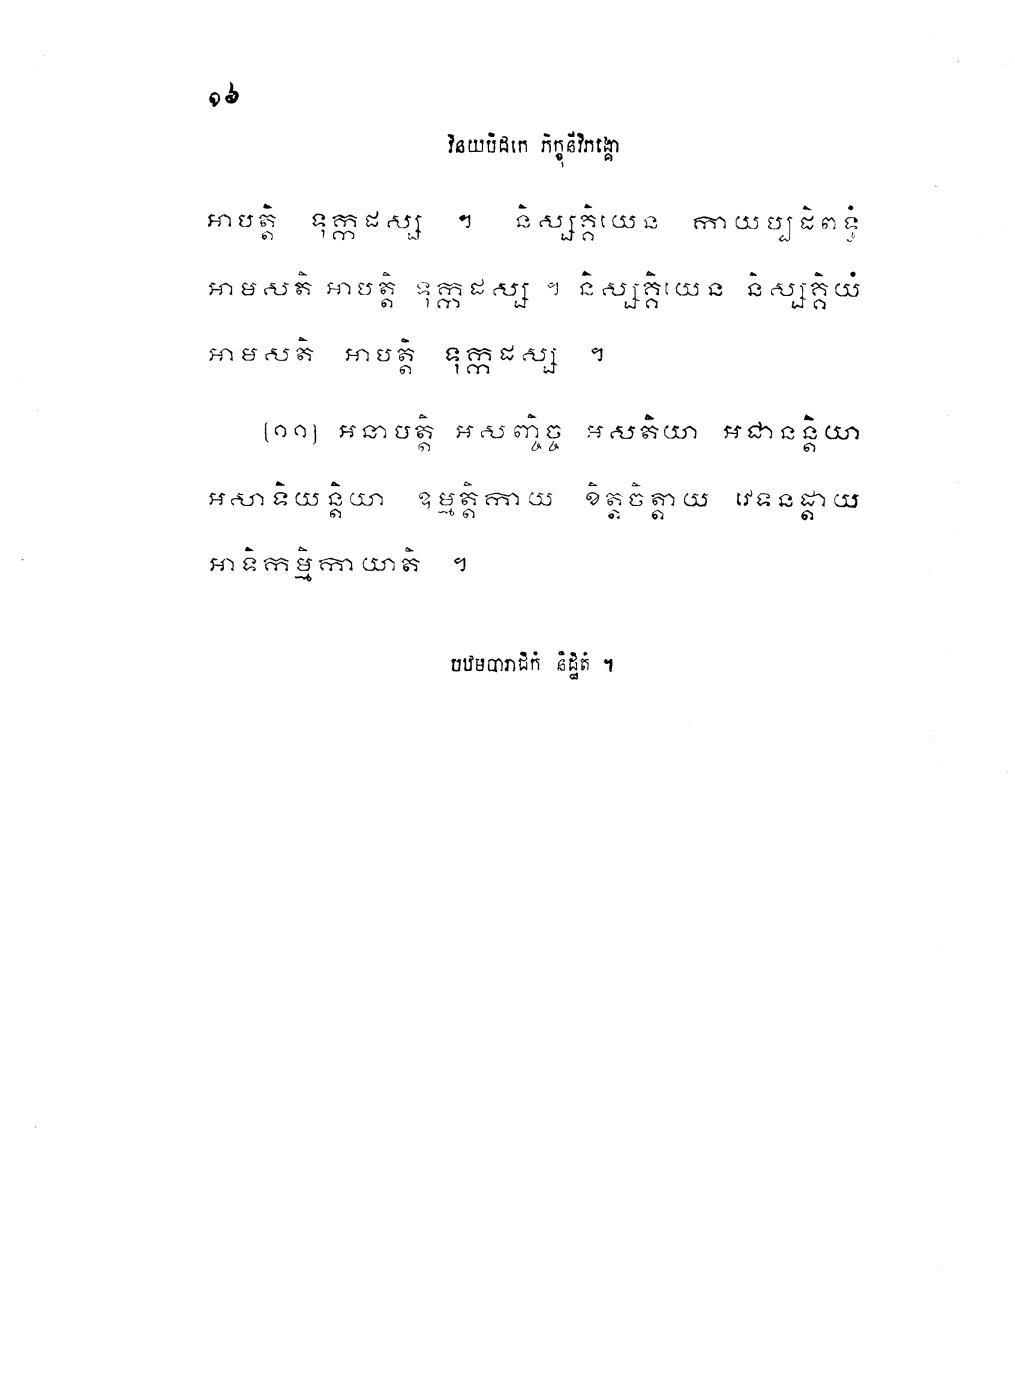 ១៦
វិនយបិដកេ ភិក្ខុនីវិភង្គោ
អាបត្តិ ទុក្កដស្ស ។ និស្សគ្គិយេន កាយប្បដិពទ្ធំ
អាមសតិ អាបត្តិ ទុក្កដស្ស ។ និស្សគ្គិយេន និស្សគ្គិយំ
អាមសតិ អាបត្តិ ទុក្កដស្ស ។
[១១] អនាបត្តិ អសញ្ចិច្ច អសតិយា អជានន្តិយា
អសាទិយន្តិយា ឧម្មត្តិកាយ ខិត្តចិត្តាយ វេទនដ្តាយ
អាទិកម្មិកាយាតិ ។
បឋមបារាជិកំ និដ្ឋិតំ ។